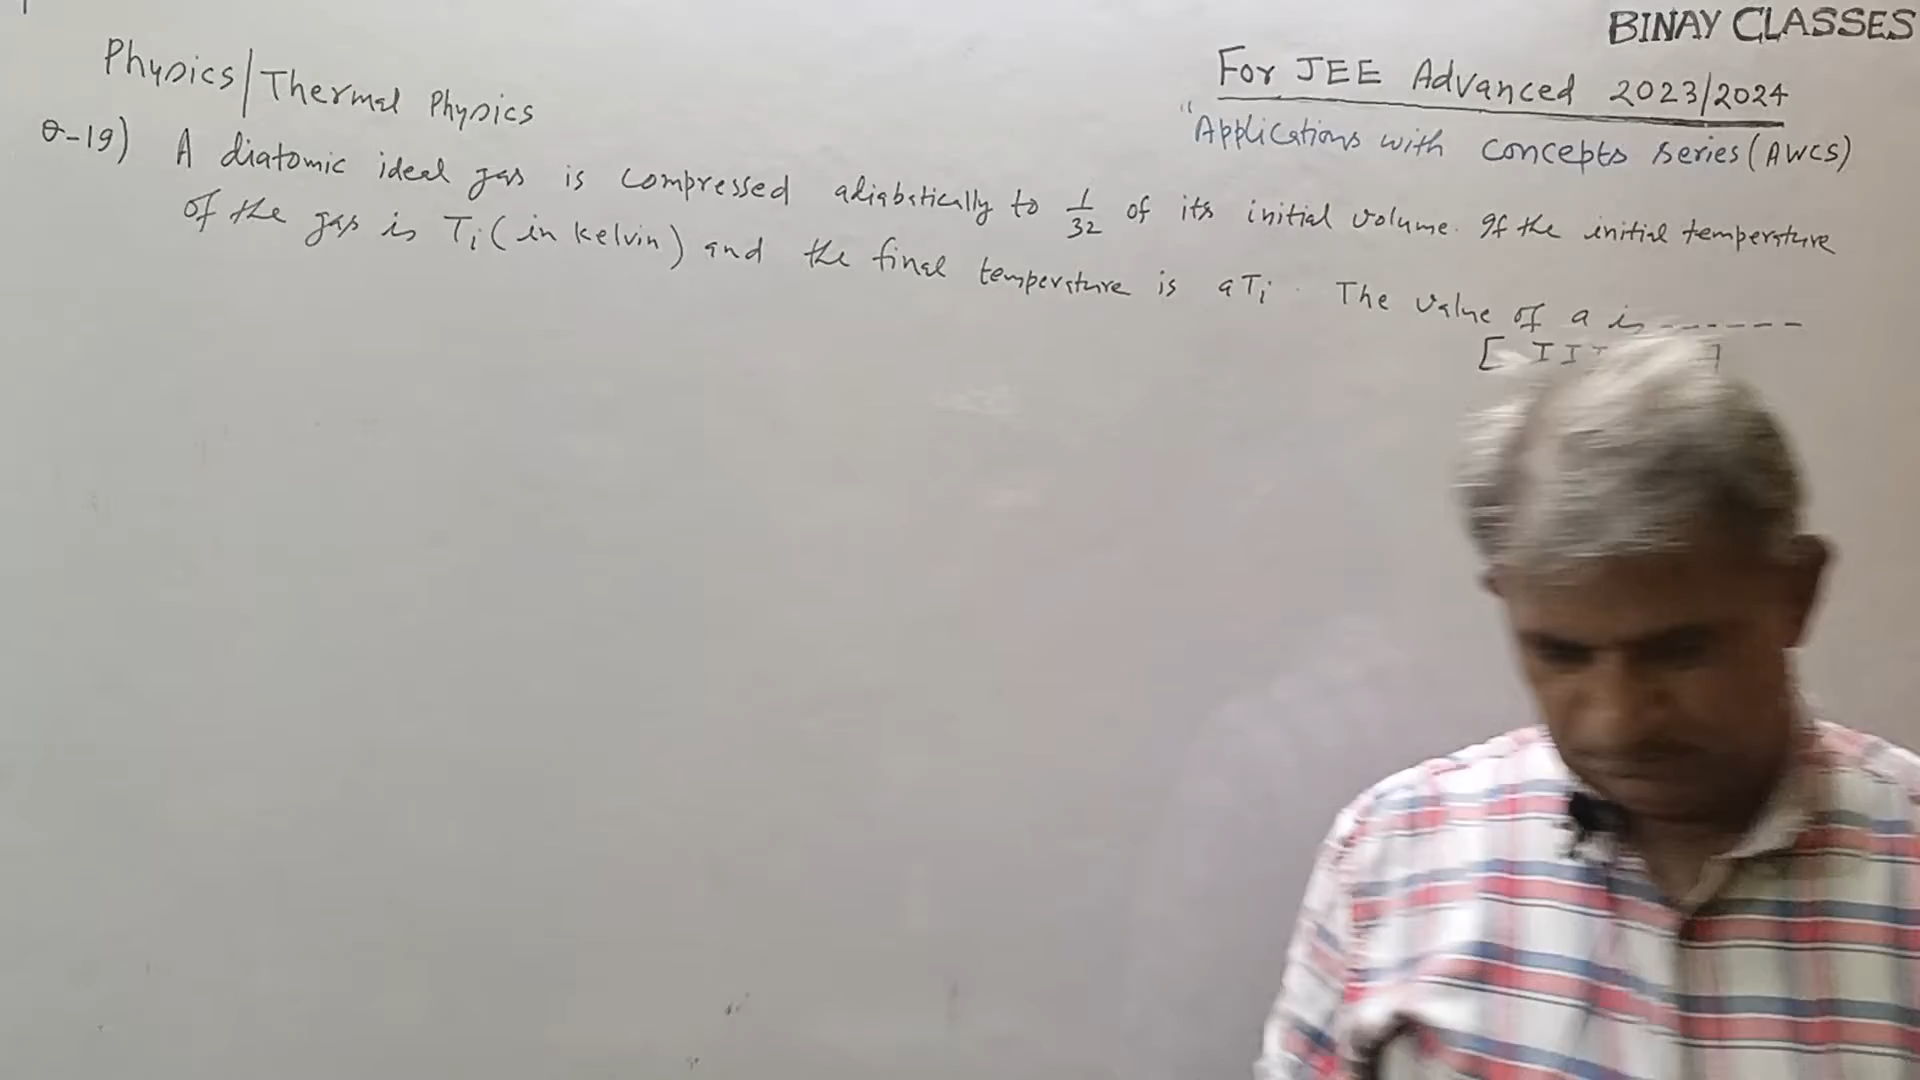 BINAY CLASSES
Physics/Thermal Physics
For JEE Advanced 2023/2024
"Applications with concepts series (AWCS)
Q-19) A diatomic ideal gas is compressed adiabatically to 1/32 of its initial volume. If the initial temperature
of the gas is Ti (in kelvin) and the final temperature is aTi. The value of a is ------
[ II ]